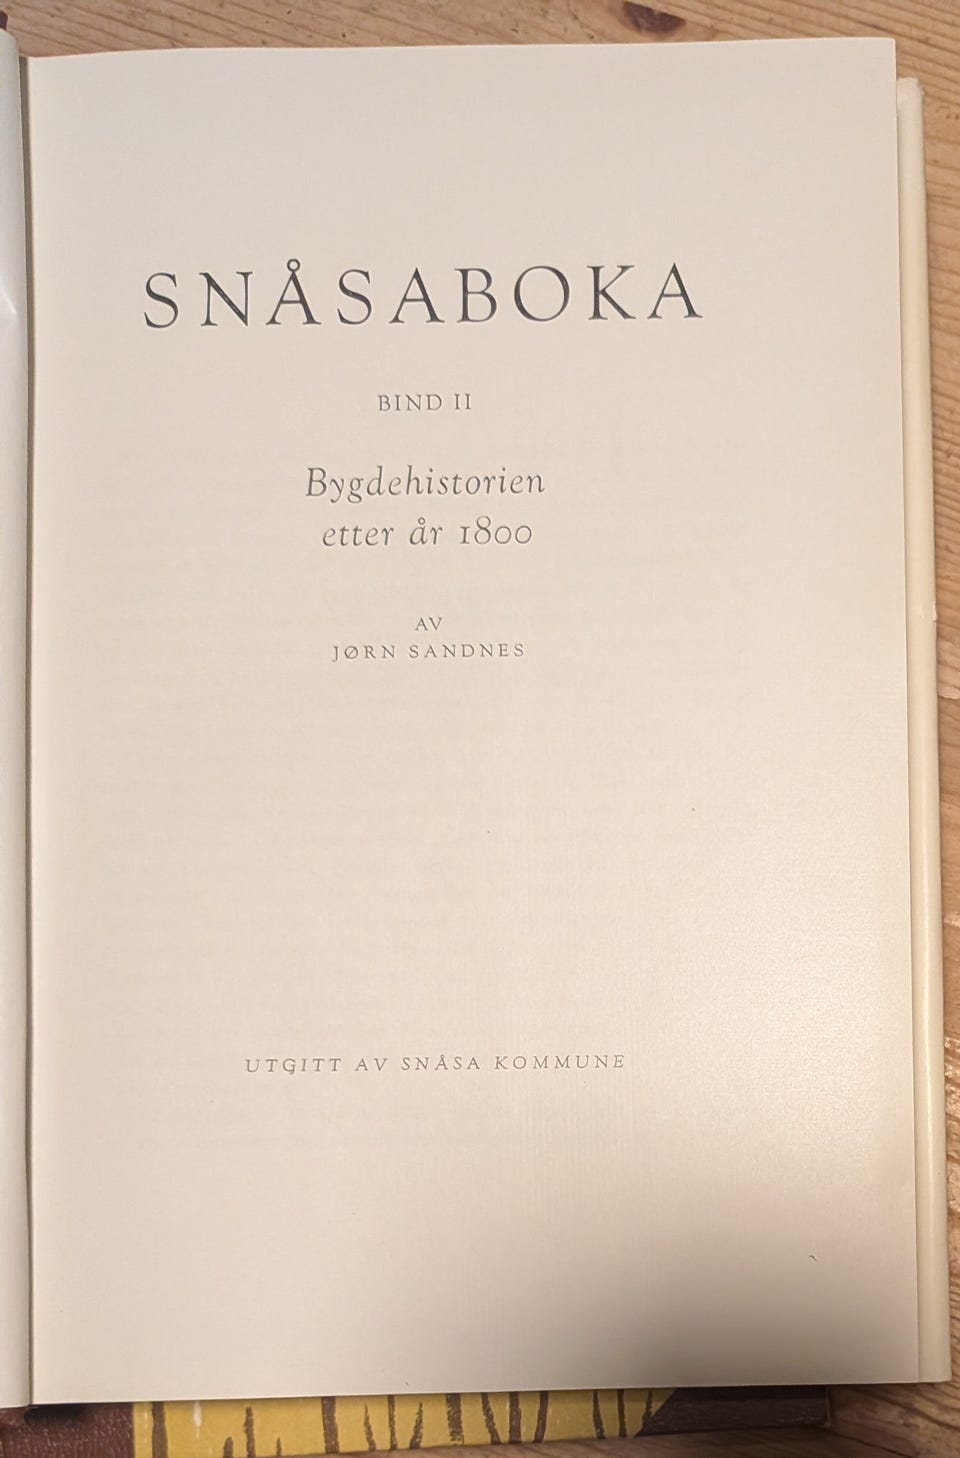 SNÅSABOKA
BIND II
Bygdehistorien
etter år 1800
AV
JØRN SANDNES
UTGITT AV SNÅSA KOMMUNE